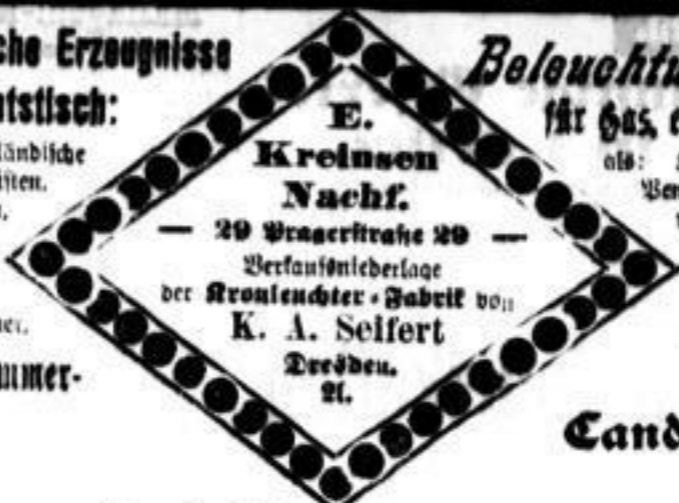 che Erzeugnisse
tstisch:
ländische
E.
Kreinsen
Nachf.
— 29 Pragerstraße 29 —
Verkaufsniederlage
der Kronleuchter-Fabrik von
K. A. Seifert
Dresden.
A.
Beleuchtu
für Gas, e
als:
Cand